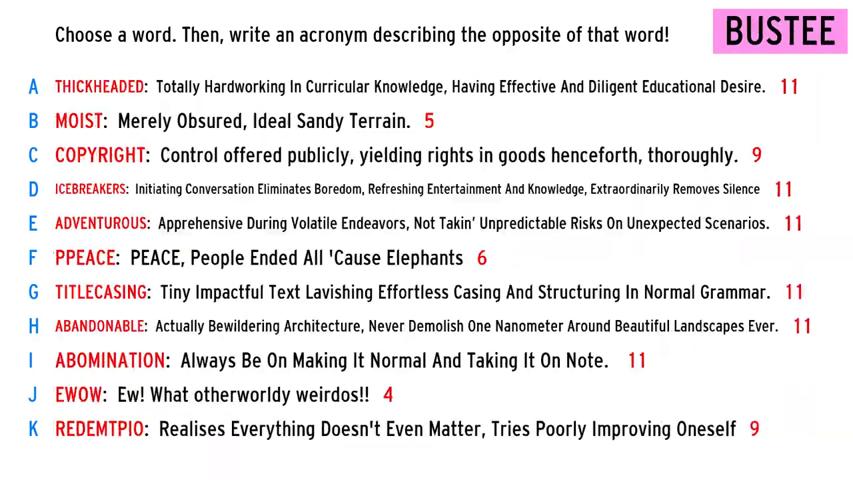 Choose a word. Then, write an acronym describing the opposite of that word!
BUSTEE
A THICKHEADED: Totally Hardworking In Curricular Knowledge, Having Effective And Diligent Educational Desire. 11
B MOIST: Merely Obsured, Ideal Sandy Terrain. 5
C COPYRIGHT: Control offered publicly, yielding rights in goods henceforth, thoroughly. 9
D ICEBREAKERS: Initiating Conversation Eliminates Boredom, Refreshing Entertainment And Knowledge, Extraordinarily Removes Silence 11
E ADVENTUROUS: Apprehensive During Volatile Endeavors, Not Takin' Unpredictable Risks On Unexpected Scenarios. 11
F PPEACE: PEACE, People Ended All 'Cause Elephants 6
G TITLECASING: Tiny Impactful Text Lavishing Effortless Casing And Structuring In Normal Grammar. 11
H ABANDONABLE: Actually Bewildering Architecture, Never Demolish One Nanometer Around Beautiful Landscapes Ever. 11
I ABOMINATION: Always Be On Making It Normal And Taking It On Note. 11
J EWOW: Ew! What otherworldy weirdos!! 4
K REDEMTPIO: Realises Everything Doesn't Even Matter, Tries Poorly Improving Oneself 9